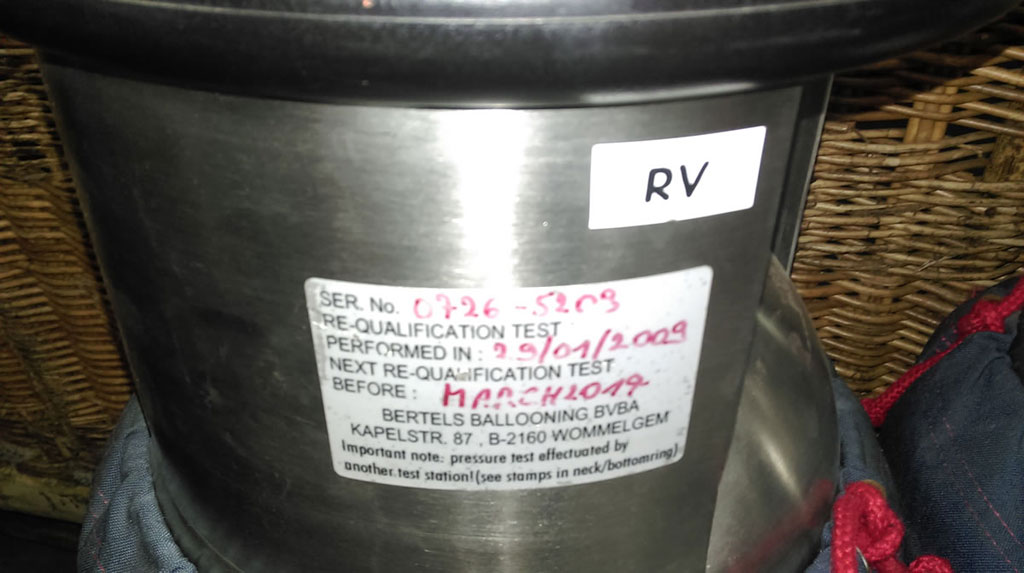 RV
SER. No. 0726-5209
RE-QUALIFICATION TEST
PERFORMED IN : 29/01/2009
NEXT RE-QUALIFICATION TEST
BEFORE : MARCH 2019
BERTELS BALLOONING BVBA
KAPELSTR. 87 , B-2160 WOMMELGEM
Important note: pressure test effectuated by
another test station!(see stamps in neck/bottomring)